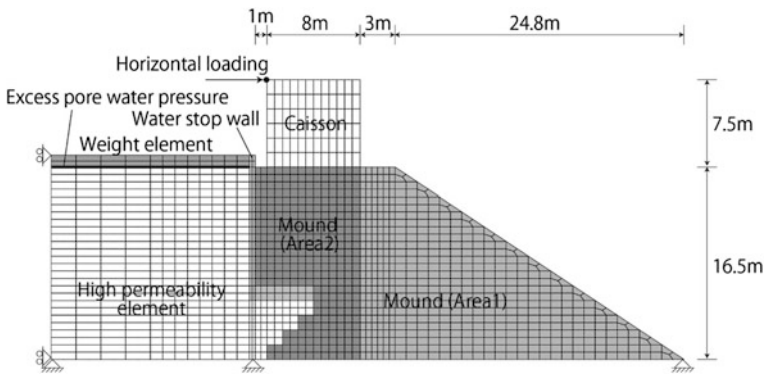 1m 8m 3m 24.8m
Horizontal loading
Excess pore water pressure
Water stop wall
Caisson
Weight element
7.5m
Mound
(Area2)
16.5m
High permeability
element
Mound (Area1)